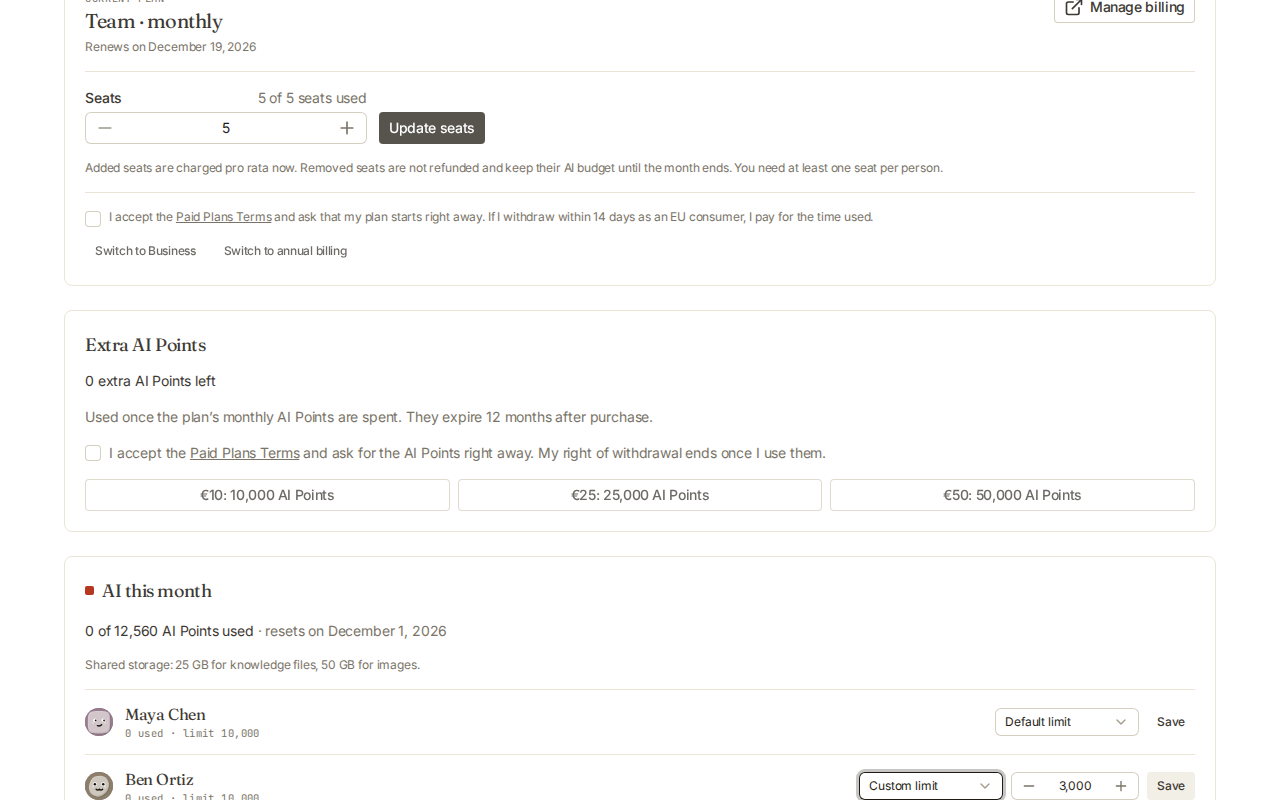 Team · monthly
Manage billing
Renews on December 19, 2026
Seats
5 of 5 seats used
5
Update seats
Added seats are charged pro rata now. Removed seats are not refunded and keep their AI budget until the month ends. You need at least one seat per person.
I accept the Paid Plans Terms and ask that my plan starts right away. If I withdraw within 14 days as an EU consumer, I pay for the time used.
Switch to Business
Switch to annual billing
Extra AI Points
0 extra AI Points left
Used once the plan’s monthly AI Points are spent. They expire 12 months after purchase.
I accept the Paid Plans Terms and ask for the AI Points right away. My right of withdrawal ends once I use them.
€10: 10,000 AI Points
€25: 25,000 AI Points
€50: 50,000 AI Points
AI this month
0 of 12,560 AI Points used · resets on December 1, 2026
Shared storage: 25 GB for knowledge files, 50 GB for images.
Maya Chen
0 used · limit 10,000
Default limit
Save
Ben Ortiz
0 used · limit 10,000
Custom limit
3,000
Save